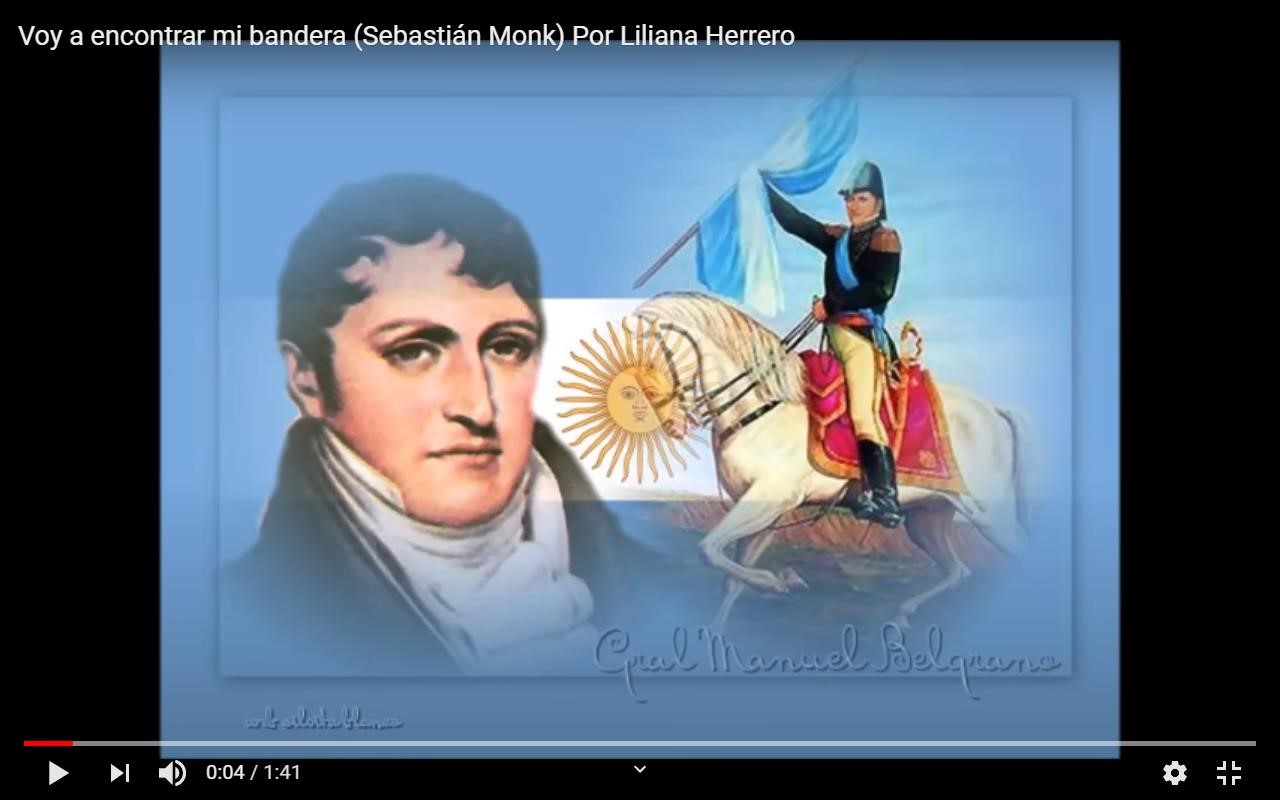 Voy a encontrar mi bandera (Sebastián Monk) Por Liliana Herrero
Gral Manuel Belgrano
0:04 / 1:41